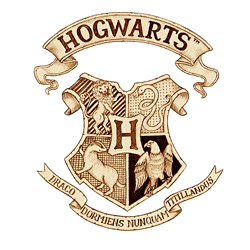 HOGWARTS
H
DRACO
DORMIENS NUNQUAM
TITILLANDUS